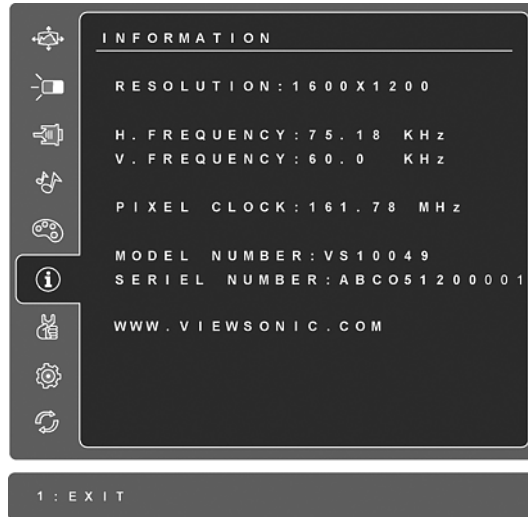 INFORMATION
RESOLUTION:1600X1200
H.FREQUENCY:75.18 KHz
V.FREQUENCY:60.0 KHz
PIXEL CLOCK:161.78 MHz
MODEL NUMBER:VS10049
SERIEL NUMBER:ABCO51200001
WWW.VIEWSONIC.COM
1:EXIT